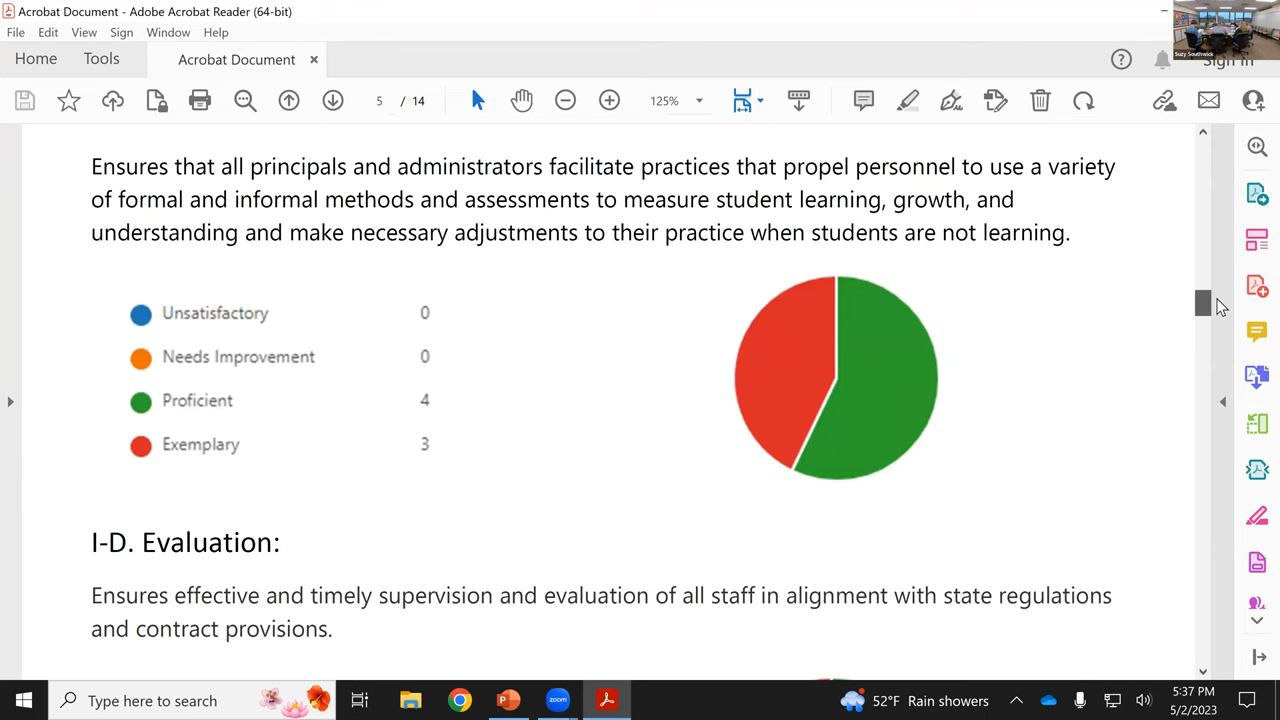 Acrobat Document - Adobe Acrobat Reader (64-bit)
File Edit View Sign Window Help
Home Tools Acrobat Document × Sign In
Suzy Southwick
5 / 14 125%
Ensures that all principals and administrators facilitate practices that propel personnel to use a variety
of formal and informal methods and assessments to measure student learning, growth, and
understanding and make necessary adjustments to their practice when students are not learning.
Unsatisfactory 0
Needs Improvement 0
Proficient 4
Exemplary 3
I-D. Evaluation:
Ensures effective and timely supervision and evaluation of all staff in alignment with state regulations
and contract provisions.
Type here to search
zoom
52°F Rain showers
5:37 PM
5/2/2023